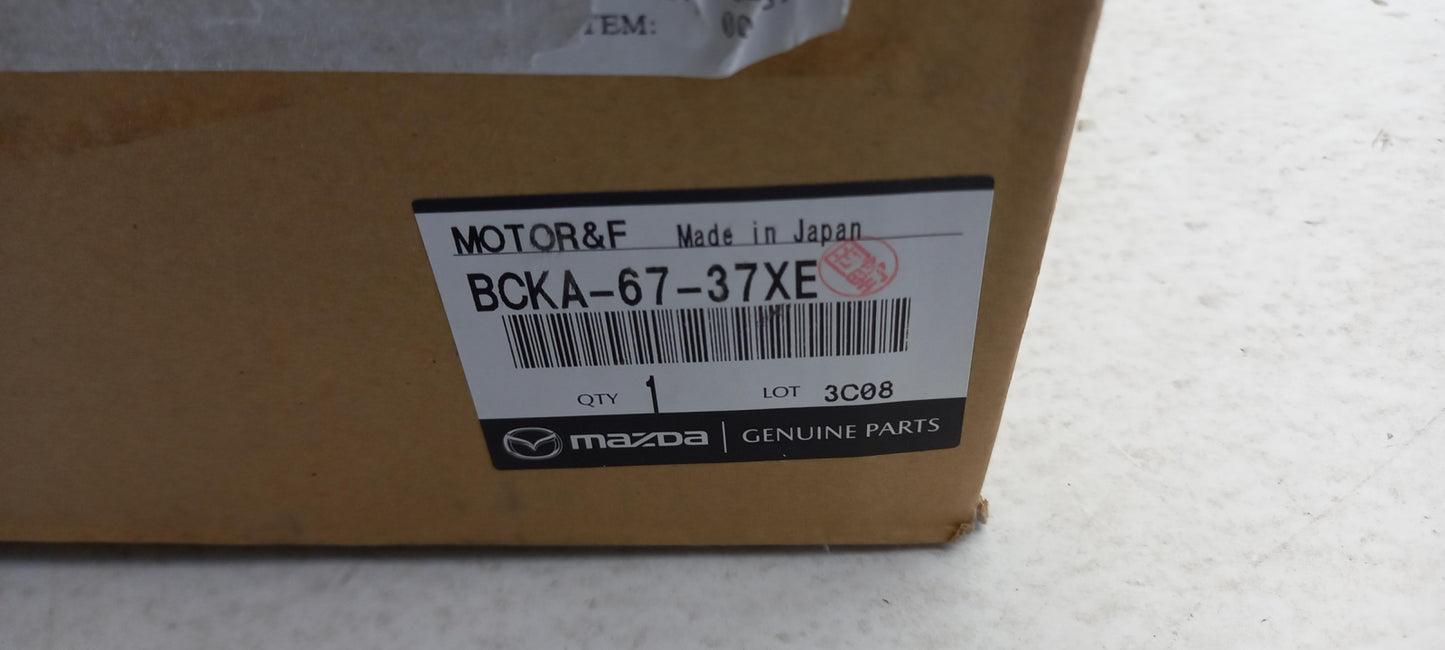 TEM:
MOTOR&F Made in Japan
BCKA-67-37XE
QTY 1 LOT 3C08
mazda | GENUINE PARTS